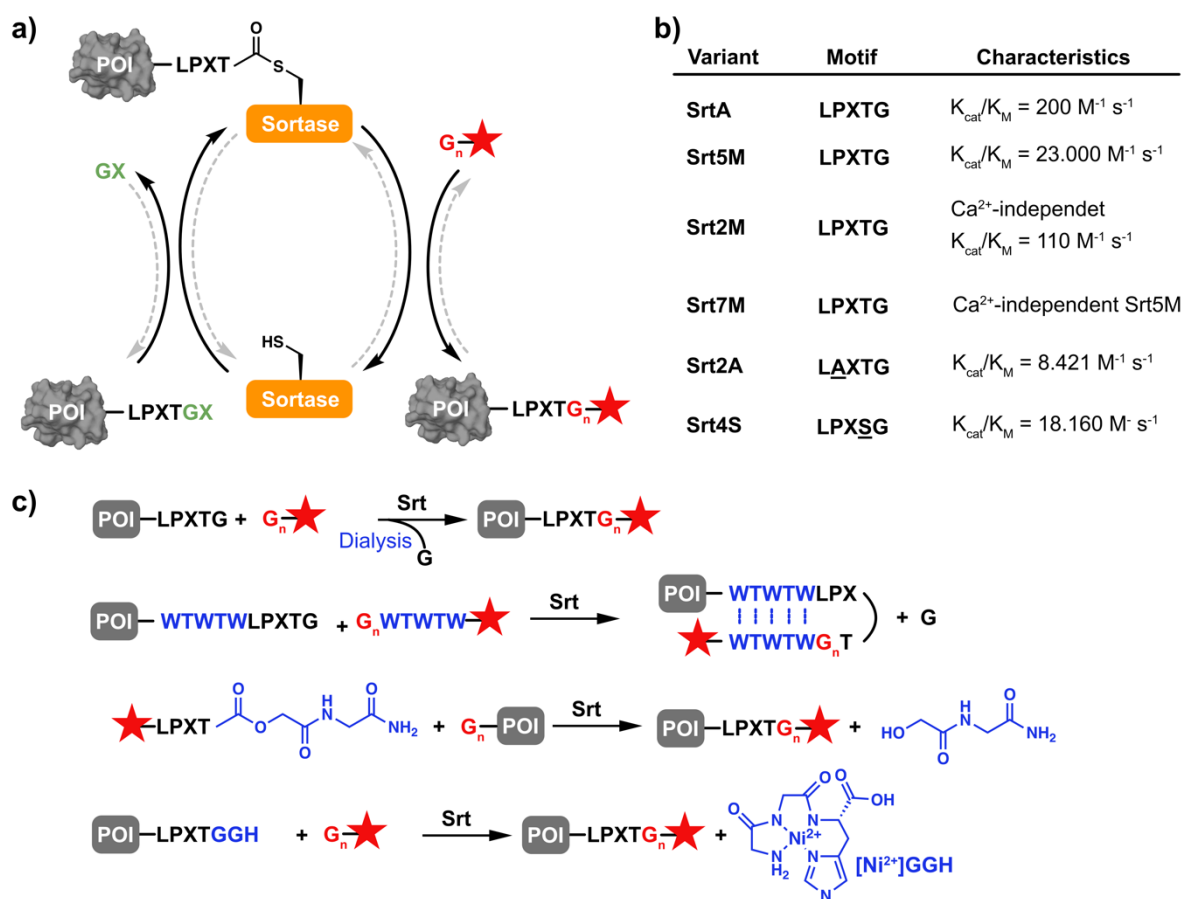 a)
O
POI LPXT S
Sortase
GX
Gn
HS
Sortase
POI LPXTGX
POI LPXTGn
b)
Variant Motif Characteristics
SrtA LPXTG Kcat/KM = 200 M-1 s-1
Srt5M LPXTG Kcat/KM = 23.000 M-1 s-1
Ca2+-independet
Srt2M LPXTG Kcat/KM = 110 M-1 s-1
Srt7M LPXTG Ca2+-independent Srt5M
Srt2A LAXTG Kcat/KM = 8.421 M-1 s-1
Srt4S LPXSG Kcat/KM = 18.160 M- s-1
c)
POI LPXTG + Gn Srt POI LPXTGn
Dialysis G
POI WTWTWLPXTG + GnWTWTW Srt POI WTWTWLPX + G
WTWTWGnT
LPXT O O O H N O NH2 + Gn POI Srt POI LPXTGn + HO O H N O NH2
POI LPXTGGH + Gn Srt POI LPXTGn + O O O OH N N Ni2+ N H2 N N
[Ni2+]GGH